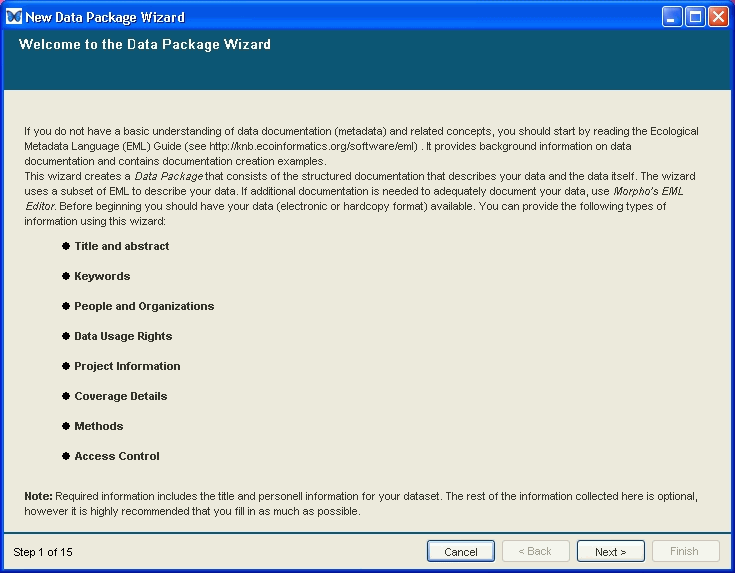 New Data Package Wizard
Welcome to the Data Package Wizard
If you do not have a basic understanding of data documentation (metadata) and related concepts, you should start by reading the Ecological
Metadata Language (EML) Guide (see http://knb.ecoinformatics.org/software/eml) . It provides background information on data
documentation and contains documentation creation examples.
This wizard creates a Data Package that consists of the structured documentation that describes your data and the data itself. The wizard
uses a subset of EML to describe your data. If additional documentation is needed to adequately document your data, use Morpho's EML
Editor. Before beginning you should have your data (electronic or hardcopy format) available. You can provide the following types of
information using this wizard:
Title and abstract
Keywords
People and Organizations
Data Usage Rights
Project Information
Coverage Details
Methods
Access Control
Note: Required information includes the title and personell information for your dataset. The rest of the information collected here is optional,
however it is highly recommended that you fill in as much as possible.
Step 1 of 15
Cancel
< Back
Next >
Finish